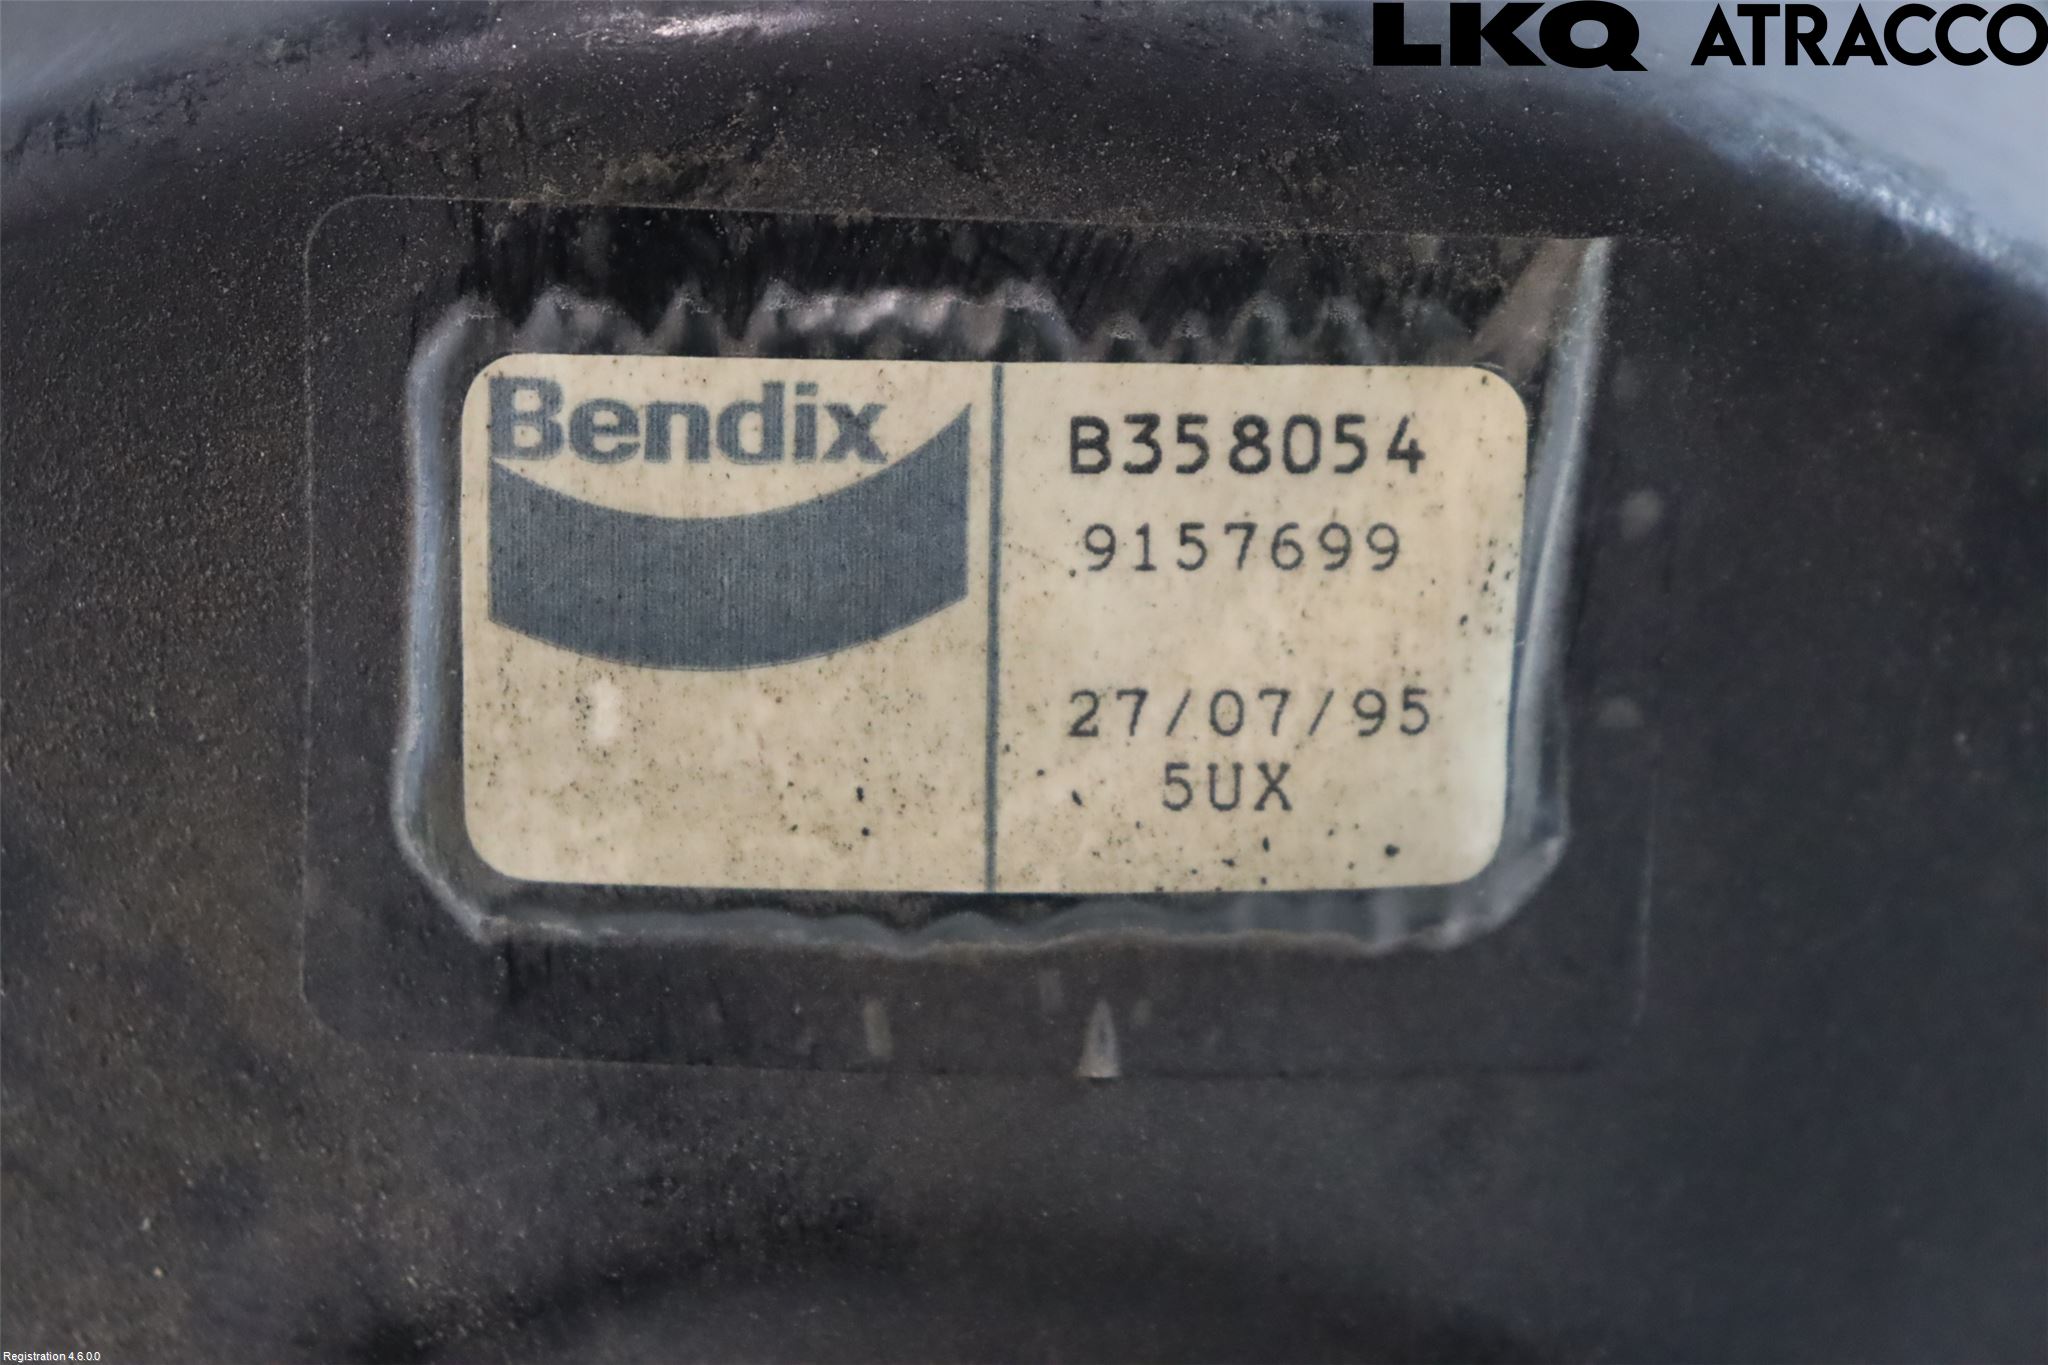 LKQ ATRACCO
Bendix
B358054
9157699
27/07/95
5UX
Registration 4.6.0.0